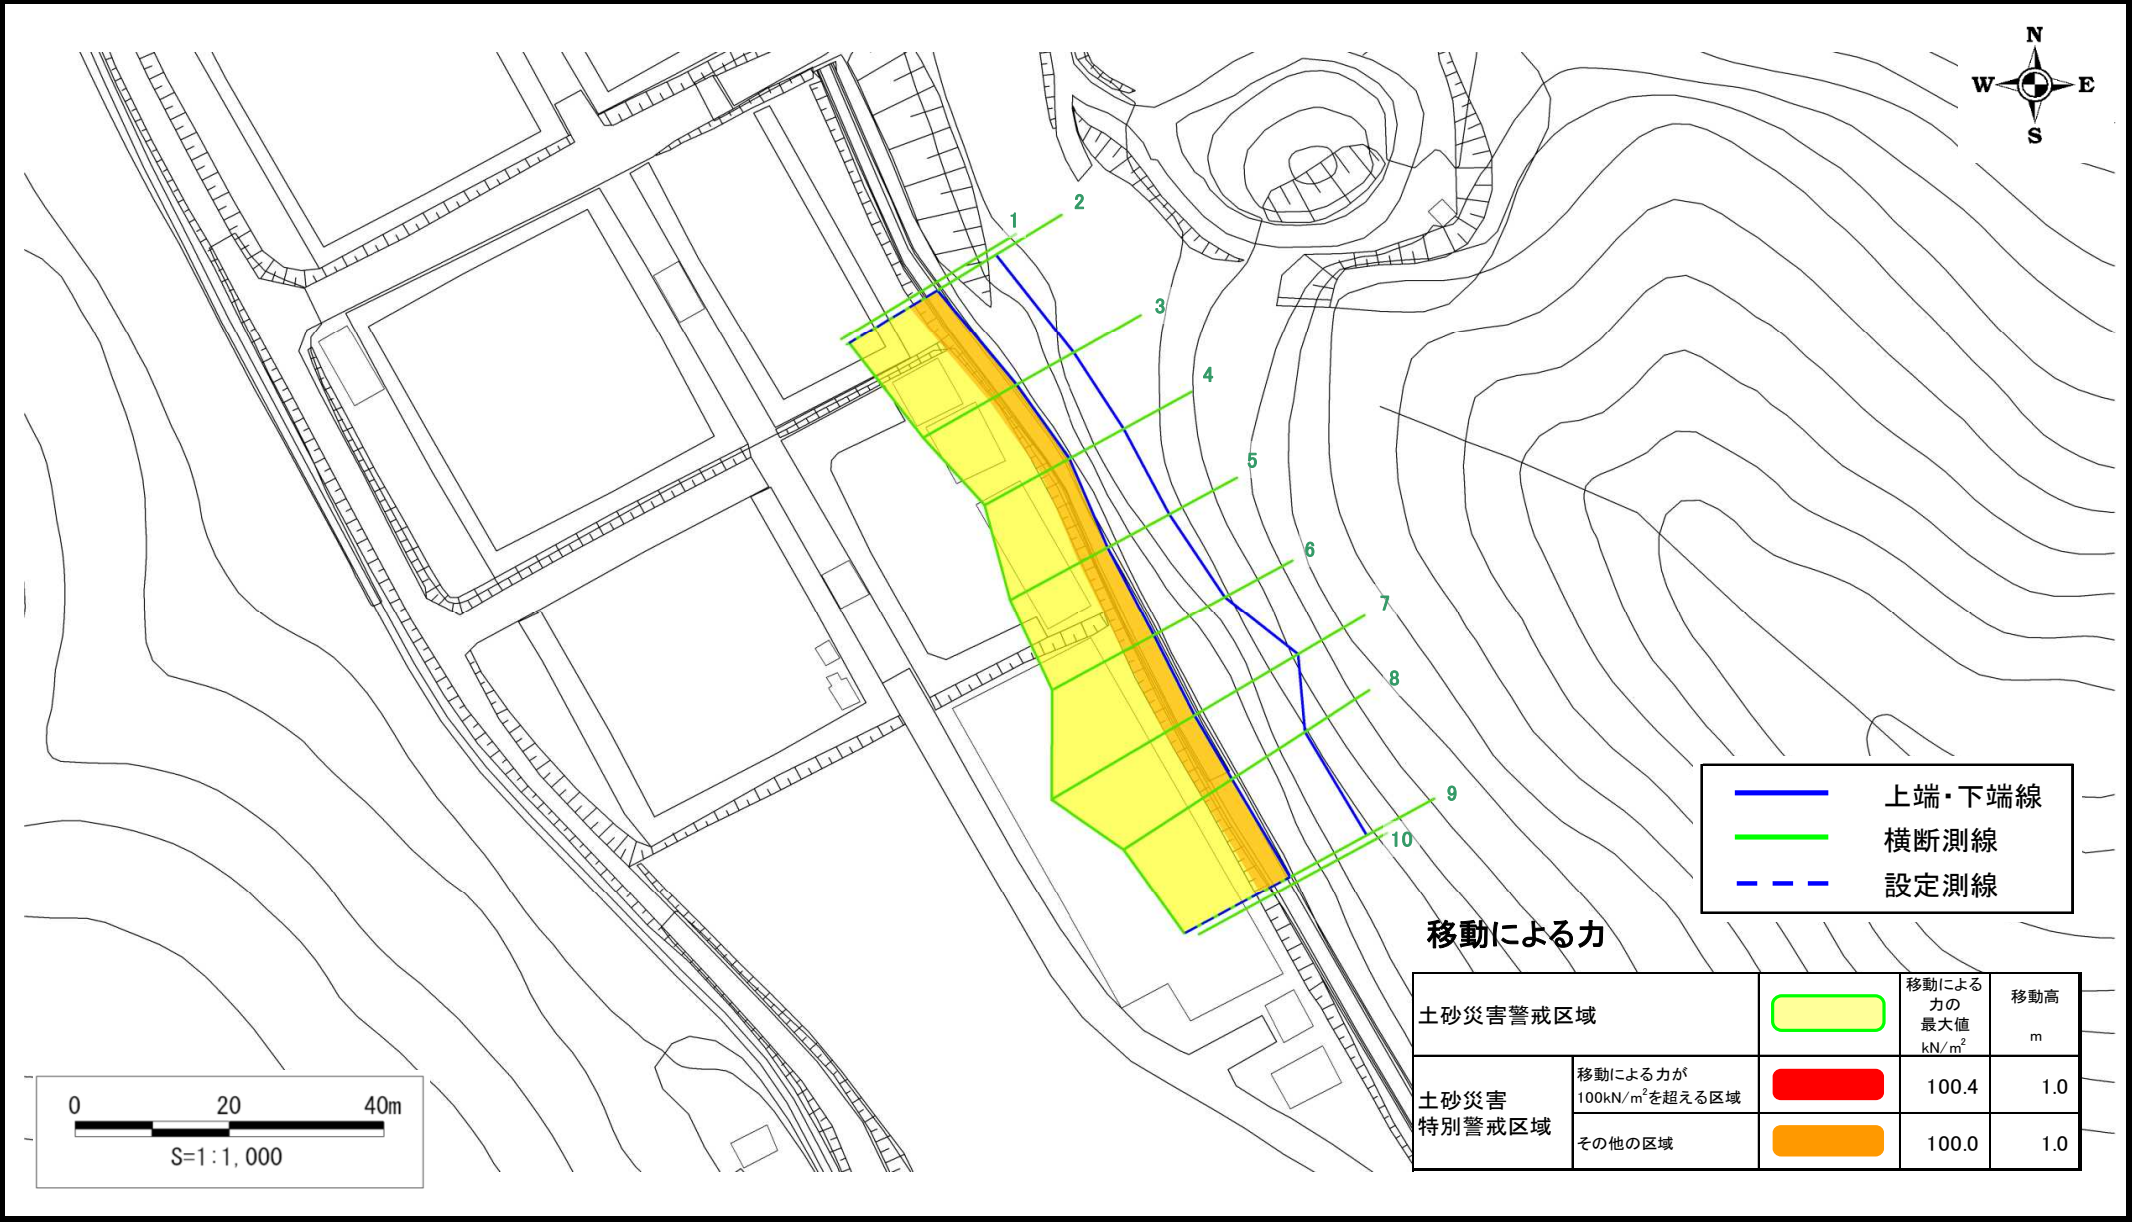 N
W E
S
1
2
3
4
5
6
7
8
9
10
上端・下端線
横断測線
設定測線
移動による力
土砂災害警戒区域
移動による
力の
最大値
kN/m²
移動高
m
土砂災害
特別警戒区域
移動による力が
100kN/m²を超える区域
100.4
1.0
その他の区域
100.0
1.0
0 20 40m
S=1:1,000